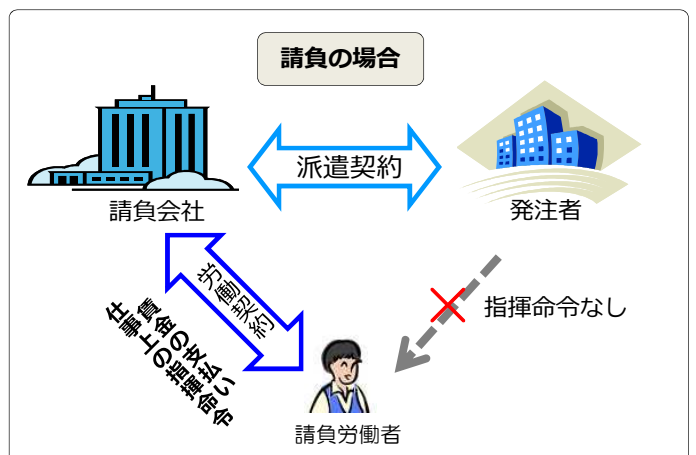 請負の場合
派遣契約
請負会社
発注者
労働契約
賃金の支払い
仕事上の指揮命令
指揮命令なし
請負労働者